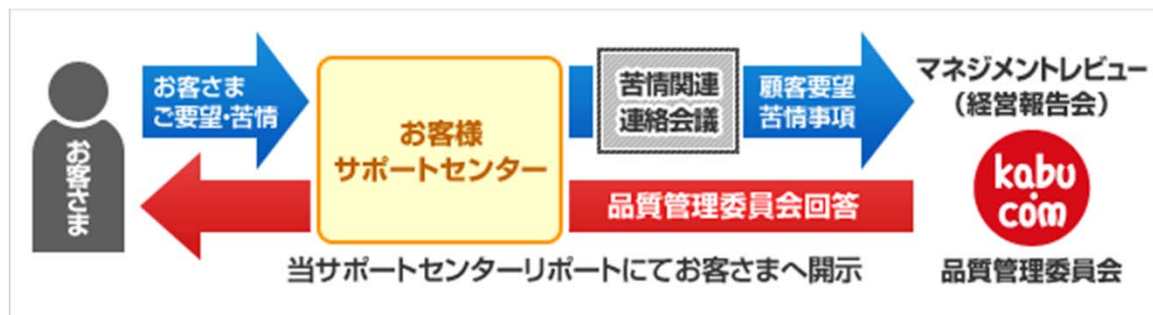 お客さま
お客さま
ご要望・苦情
お客様
サポートセンター
苦情関連
連絡会議
顧客要望
苦情事項
マネジメントレビュー
（経営報告会）
kabu
.com
品質管理委員会
品質管理委員会回答
当サポートセンターリポートにてお客さまへ開示